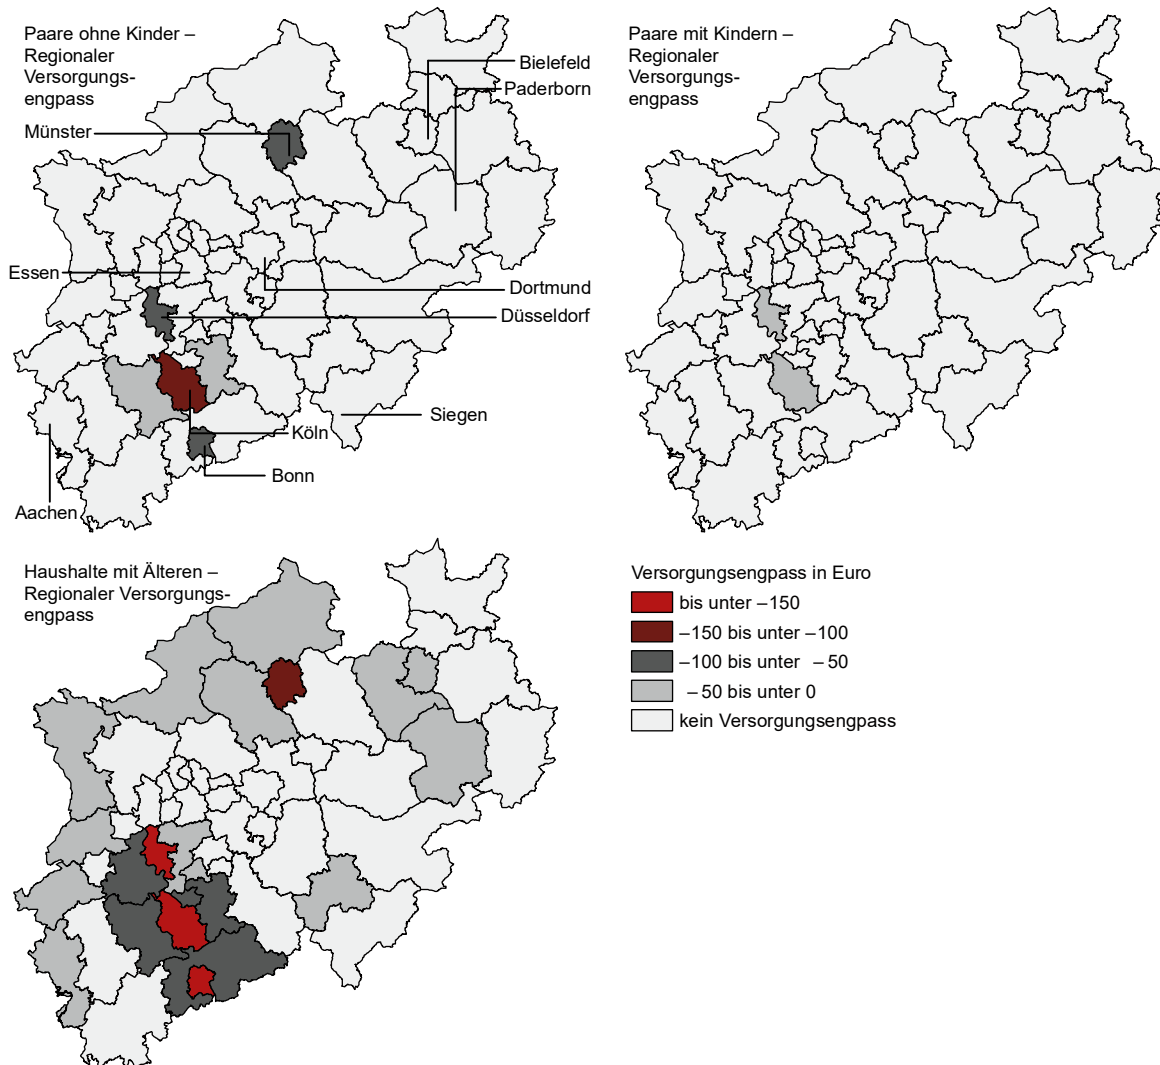 Paare ohne Kinder –
Regionaler
Versorgungs-
engpass
Bielefeld
Paderborn
Münster
Essen
Dortmund
Düsseldorf
Siegen
Köln
Bonn
Aachen
Paare mit Kindern –
Regionaler
Versorgungs-
engpass
Haushalte mit Älteren –
Regionaler Versorgungs-
engpass
Versorgungsengpass in Euro
bis unter –150
–150 bis unter –100
–100 bis unter – 50
– 50 bis unter 0
kein Versorgungsengpass